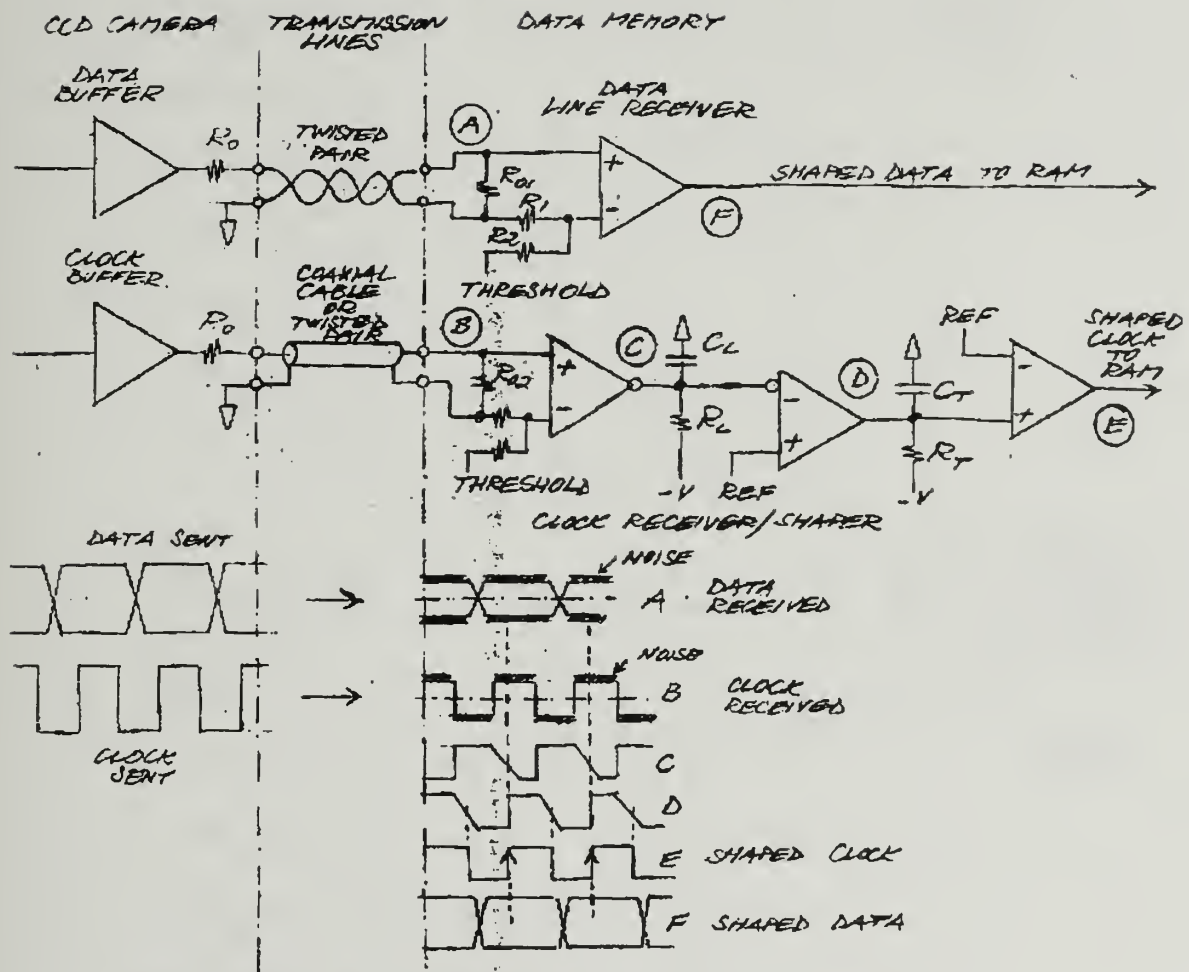 CCD CAMERA
TRANSMISSION
LINES
DATA MEMORY
DATA
BUFFER
R0
TWISTED
PAIR
A
R01
R1
R2
DATA
LINE RECEIVER
+
-
F
SHAPED DATA TO RAM
THRESHOLD
CLOCK
BUFFER
R0
COAXIAL
CABLE
OR
TWISTED
PAIR
B
R02
+
-
THRESHOLD
C
CL
RL
-V
-
+
REF
D
CT
RT
-V
REF
-
+
SHAPED
CLOCK
TO
RAM
E
CLOCK RECEIVER/SHAPER
DATA SENT
NOISE
A DATA
RECEIVED
NOISE
B CLOCK
RECEIVED
CLOCK
SENT
C
D
E SHAPED CLOCK
F SHAPED DATA